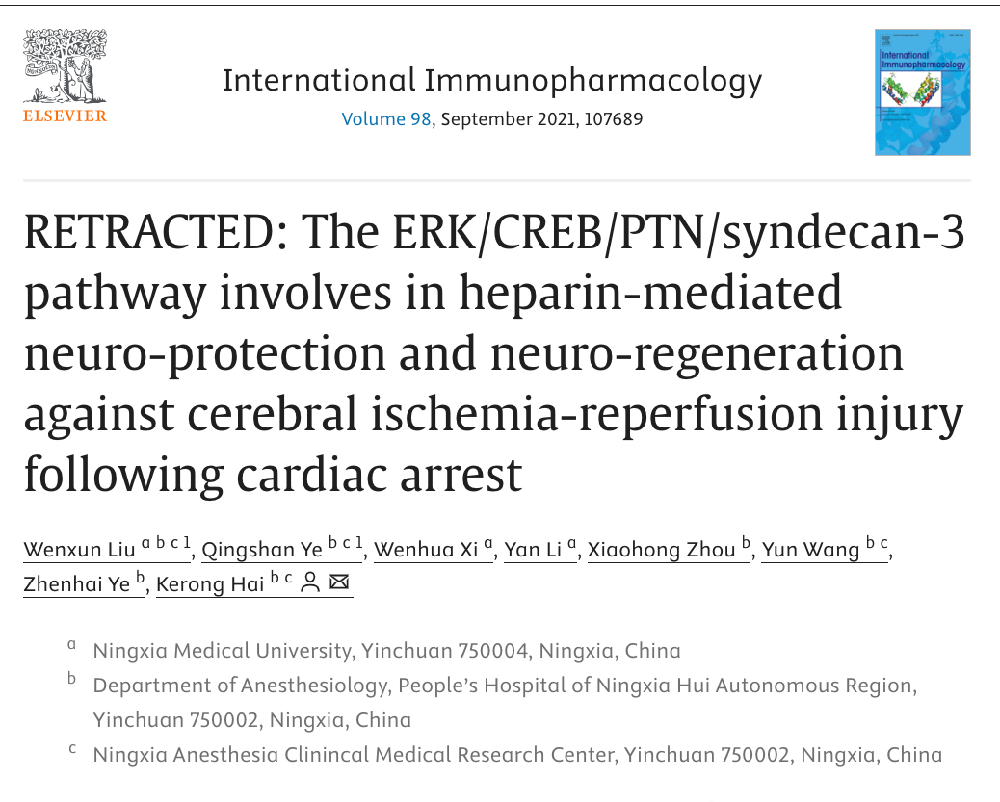 International Immunopharmacology
Volume 98, September 2021, 107689
ELSEVIER
International
Immunopharmacology
RETRACTED: The ERK/CREB/PTN/syndecan-3
pathway involves in heparin-mediated
neuro-protection and neuro-regeneration
against cerebral ischemia-reperfusion injury
following cardiac arrest
Wenxun Liu a b c 1, Qingshan Ye b c 1, Wenhua Xi a, Yan Li a, Xiaohong Zhou b, Yun Wang b c,
Zhenhai Ye b, Kerong Hai b c
a Ningxia Medical University, Yinchuan 750004, Ningxia, China
b Department of Anesthesiology, People's Hospital of Ningxia Hui Autonomous Region,
Yinchuan 750002, Ningxia, China
c Ningxia Anesthesia Clinincal Medical Research Center, Yinchuan 750002, Ningxia, China